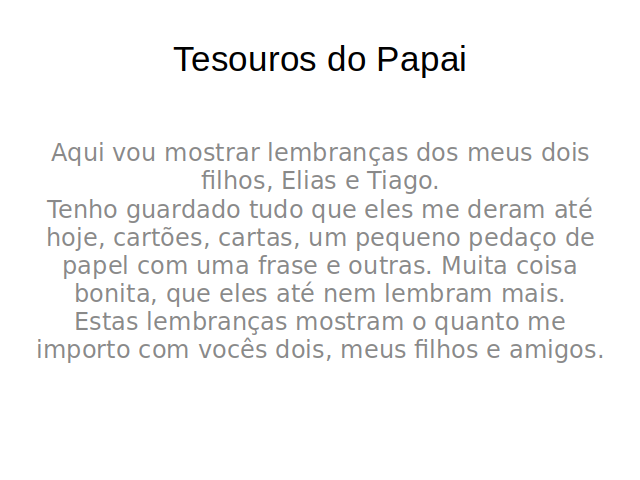 Tesouros do Papai
Aqui vou mostrar lembranças dos meus dois
filhos, Elias e Tiago.
Tenho guardado tudo que eles me deram até
hoje, cartões, cartas, um pequeno pedaço de
papel com uma frase e outras. Muita coisa
bonita, que eles até nem lembram mais.
Estas lembranças mostram o quanto me
importo com vocês dois, meus filhos e amigos.